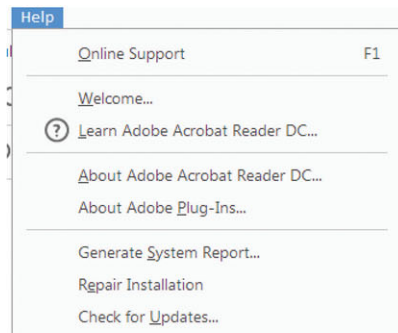 Help
Online Support F1
Welcome...
Learn Adobe Acrobat Reader DC...
About Adobe Acrobat Reader DC...
About Adobe Plug-Ins...
Generate System Report...
Repair Installation
Check for Updates...